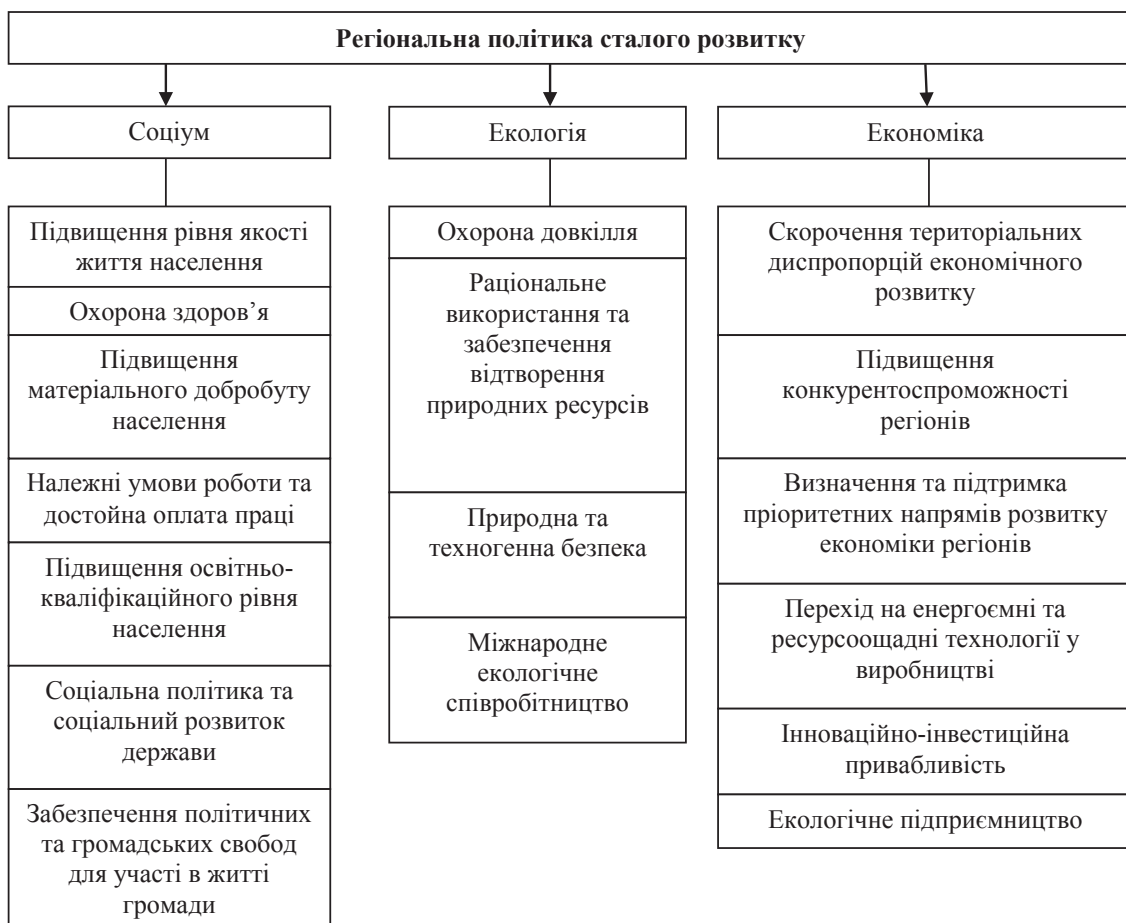 Регіональна політика сталого розвитку
Соціум
Підвищення рівня якості
життя населення
Охорона здоров’я
Підвищення
матеріального добробуту
населення
Належні умови роботи та
достойна оплата праці
Підвищення освітньо-
кваліфікаційного рівня
населення
Соціальна політика та
соціальний розвиток
держави
Забезпечення політичних
та громадських свобод
для участі в житті
громади
Екологія
Охорона довкілля
Раціональне
використання та
забезпечення
відтворення
природних ресурсів
Природна та
техногенна безпека
Міжнародне
екологічне
співробітництво
Економіка
Скорочення територіальних
диспропорцій економічного
розвитку
Підвищення
конкурентоспроможності
регіонів
Визначення та підтримка
пріоритетних напрямів розвитку
економіки регіонів
Перехід на енергоємні та
ресурсоощадні технології у
виробництві
Інноваційно-інвестиційна
привабливість
Екологічне підприємництво